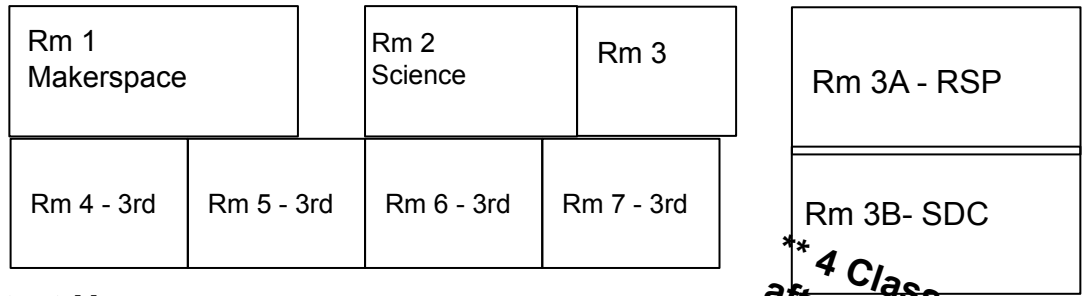 Rm 1
Makerspace
Rm 2
Science
Rm 3
Rm 3A - RSP
Rm 4 - 3rd
Rm 5 - 3rd
Rm 6 - 3rd
Rm 7 - 3rd
Rm 3B- SDC
** 4 Class